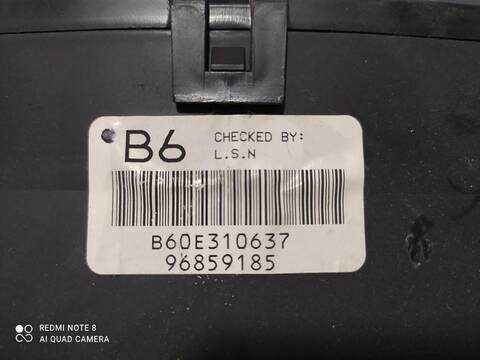 B6 CHECKED BY:
L.S.N
B60E310637
96859185
REDMI NOTE 8
AI QUAD CAMERA